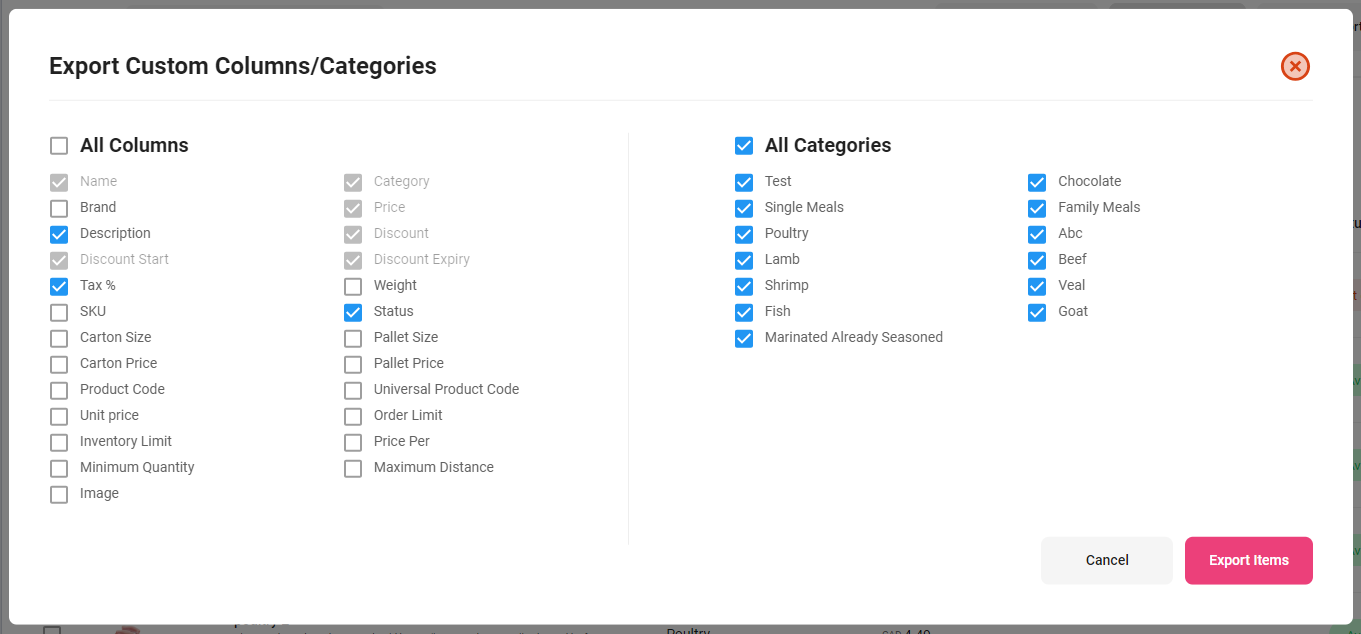 Export Custom Columns/Categories
All Columns
Name
Category
Brand
Price
Description
Discount
Discount Start
Discount Expiry
Tax %
Weight
SKU
Status
Carton Size
Pallet Size
Carton Price
Pallet Price
Product Code
Universal Product Code
Unit price
Order Limit
Inventory Limit
Price Per
Minimum Quantity
Maximum Distance
Image
All Categories
Test
Chocolate
Single Meals
Family Meals
Poultry
Abc
Lamb
Beef
Shrimp
Veal
Fish
Goat
Marinated Already Seasoned
Cancel
Export Items
Poultry